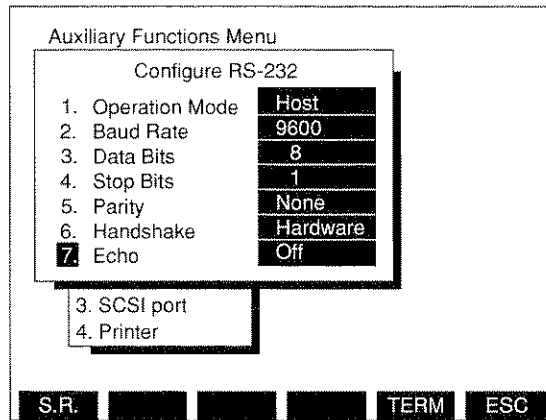 Auxiliary Functions Menu
Configure RS-232
1. Operation Mode Host
2. Baud Rate 9600
3. Data Bits 8
4. Stop Bits 1
5. Parity None
6. Handshake Hardware
7. Echo Off
3. SCSI port
4. Printer
S.R. TERM ESC